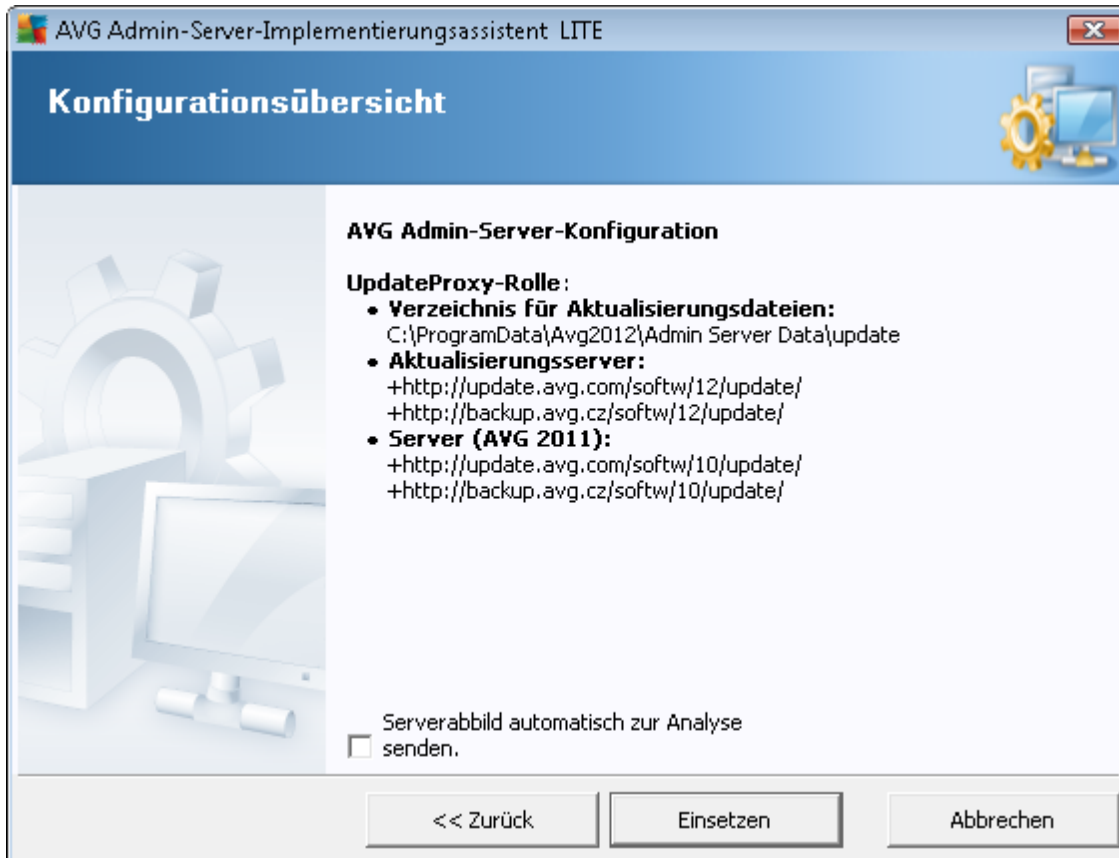 AVG Admin-Server-Implementierungsassistent LITE
Konfigurationsübersicht
AVG Admin-Server-Konfiguration
UpdateProxy-Rolle:
• Verzeichnis für Aktualisierungsdateien:
C:\ProgramData\Avg2012\Admin Server Data\update
• Aktualisierungsserver:
+http://update.avg.com/softw/12/update/
+http://backup.avg.cz/softw/12/update/
• Server (AVG 2011):
+http://update.avg.com/softw/10/update/
+http://backup.avg.cz/softw/10/update/
Serverabbild automatisch zur Analyse
senden.
<< Zurück
Einsetzen
Abbrechen